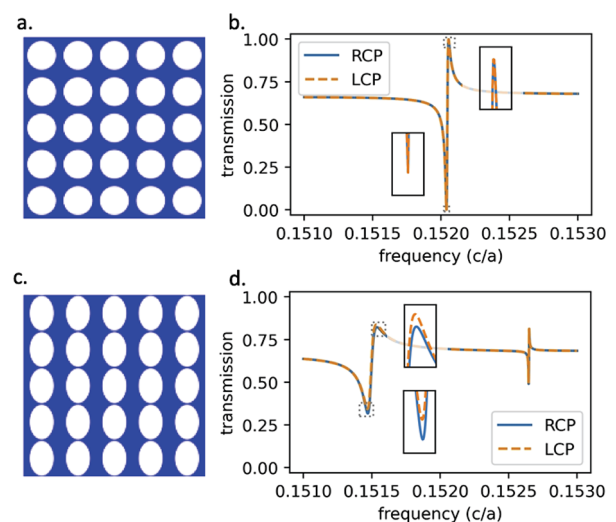 a.
b.
1.00
0.75
0.50
0.25
0.00
transmission
RCP
LCP
0.1510 0.1515 0.1520 0.1525 0.1530
frequency (c/a)
c.
d.
1.00
0.75
0.50
0.25
0.00
transmission
RCP
LCP
0.1510 0.1515 0.1520 0.1525 0.1530
frequency (c/a)